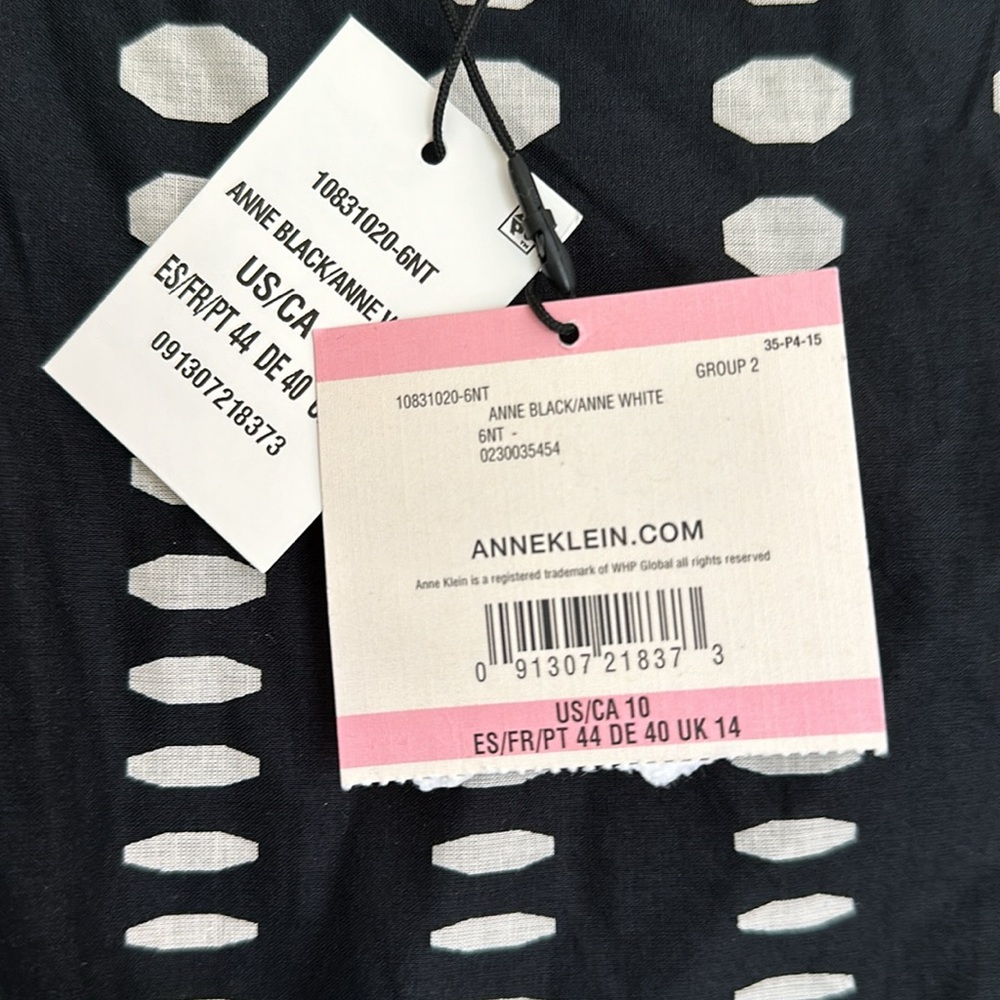 10831020-6NT
ANNE BLACK/ANNE
US/CA
ES/FR/PT 44 DE 40
091307218373
35-P4-15
GROUP 2
10831020-6NT
ANNE BLACK/ANNE WHITE
6NT -
0230035454
ANNEKLEIN.COM
Anne Klein is a registered trademark of WHP Global all rights reserved
0 91307 21837 3
US/CA 10
ES/FR/PT 44 DE 40 UK 14